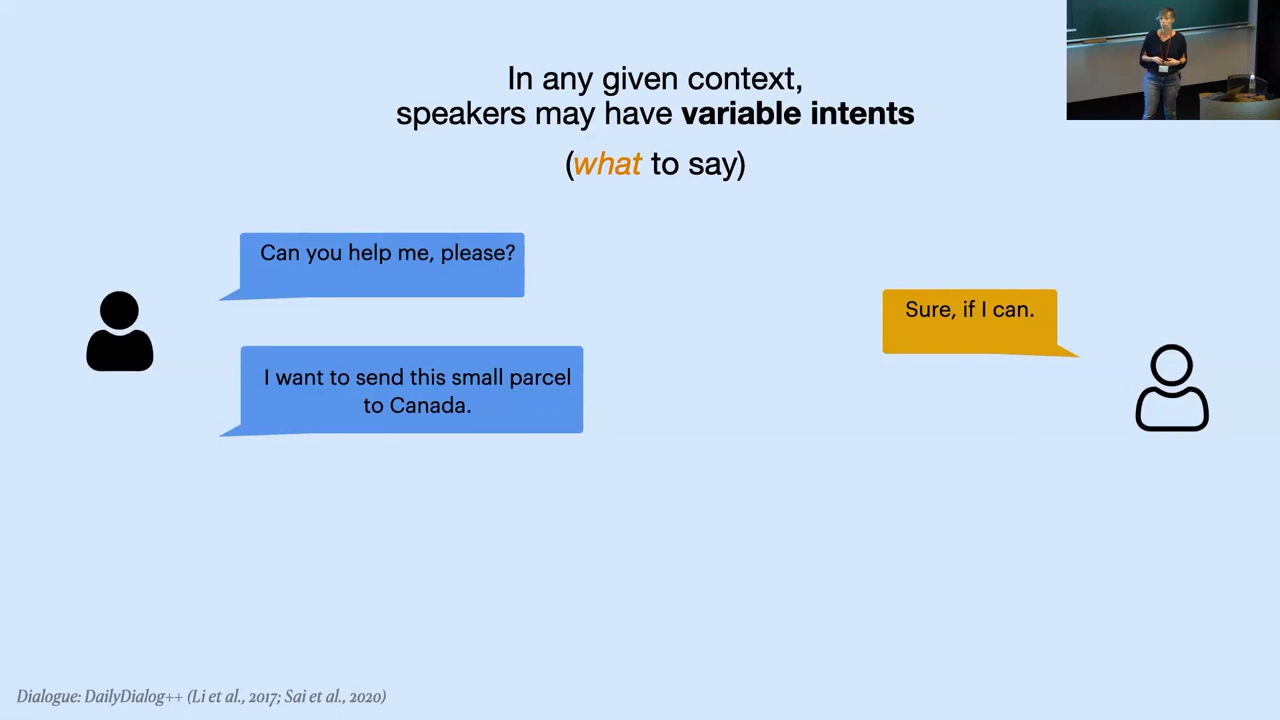 In any given context,
speakers may have variable intents
(what to say)
Can you help me, please?
Sure, if I can.
I want to send this small parcel
to Canada.
Dialogue: DailyDialog++ (Li et al., 2017; Sai et al., 2020)